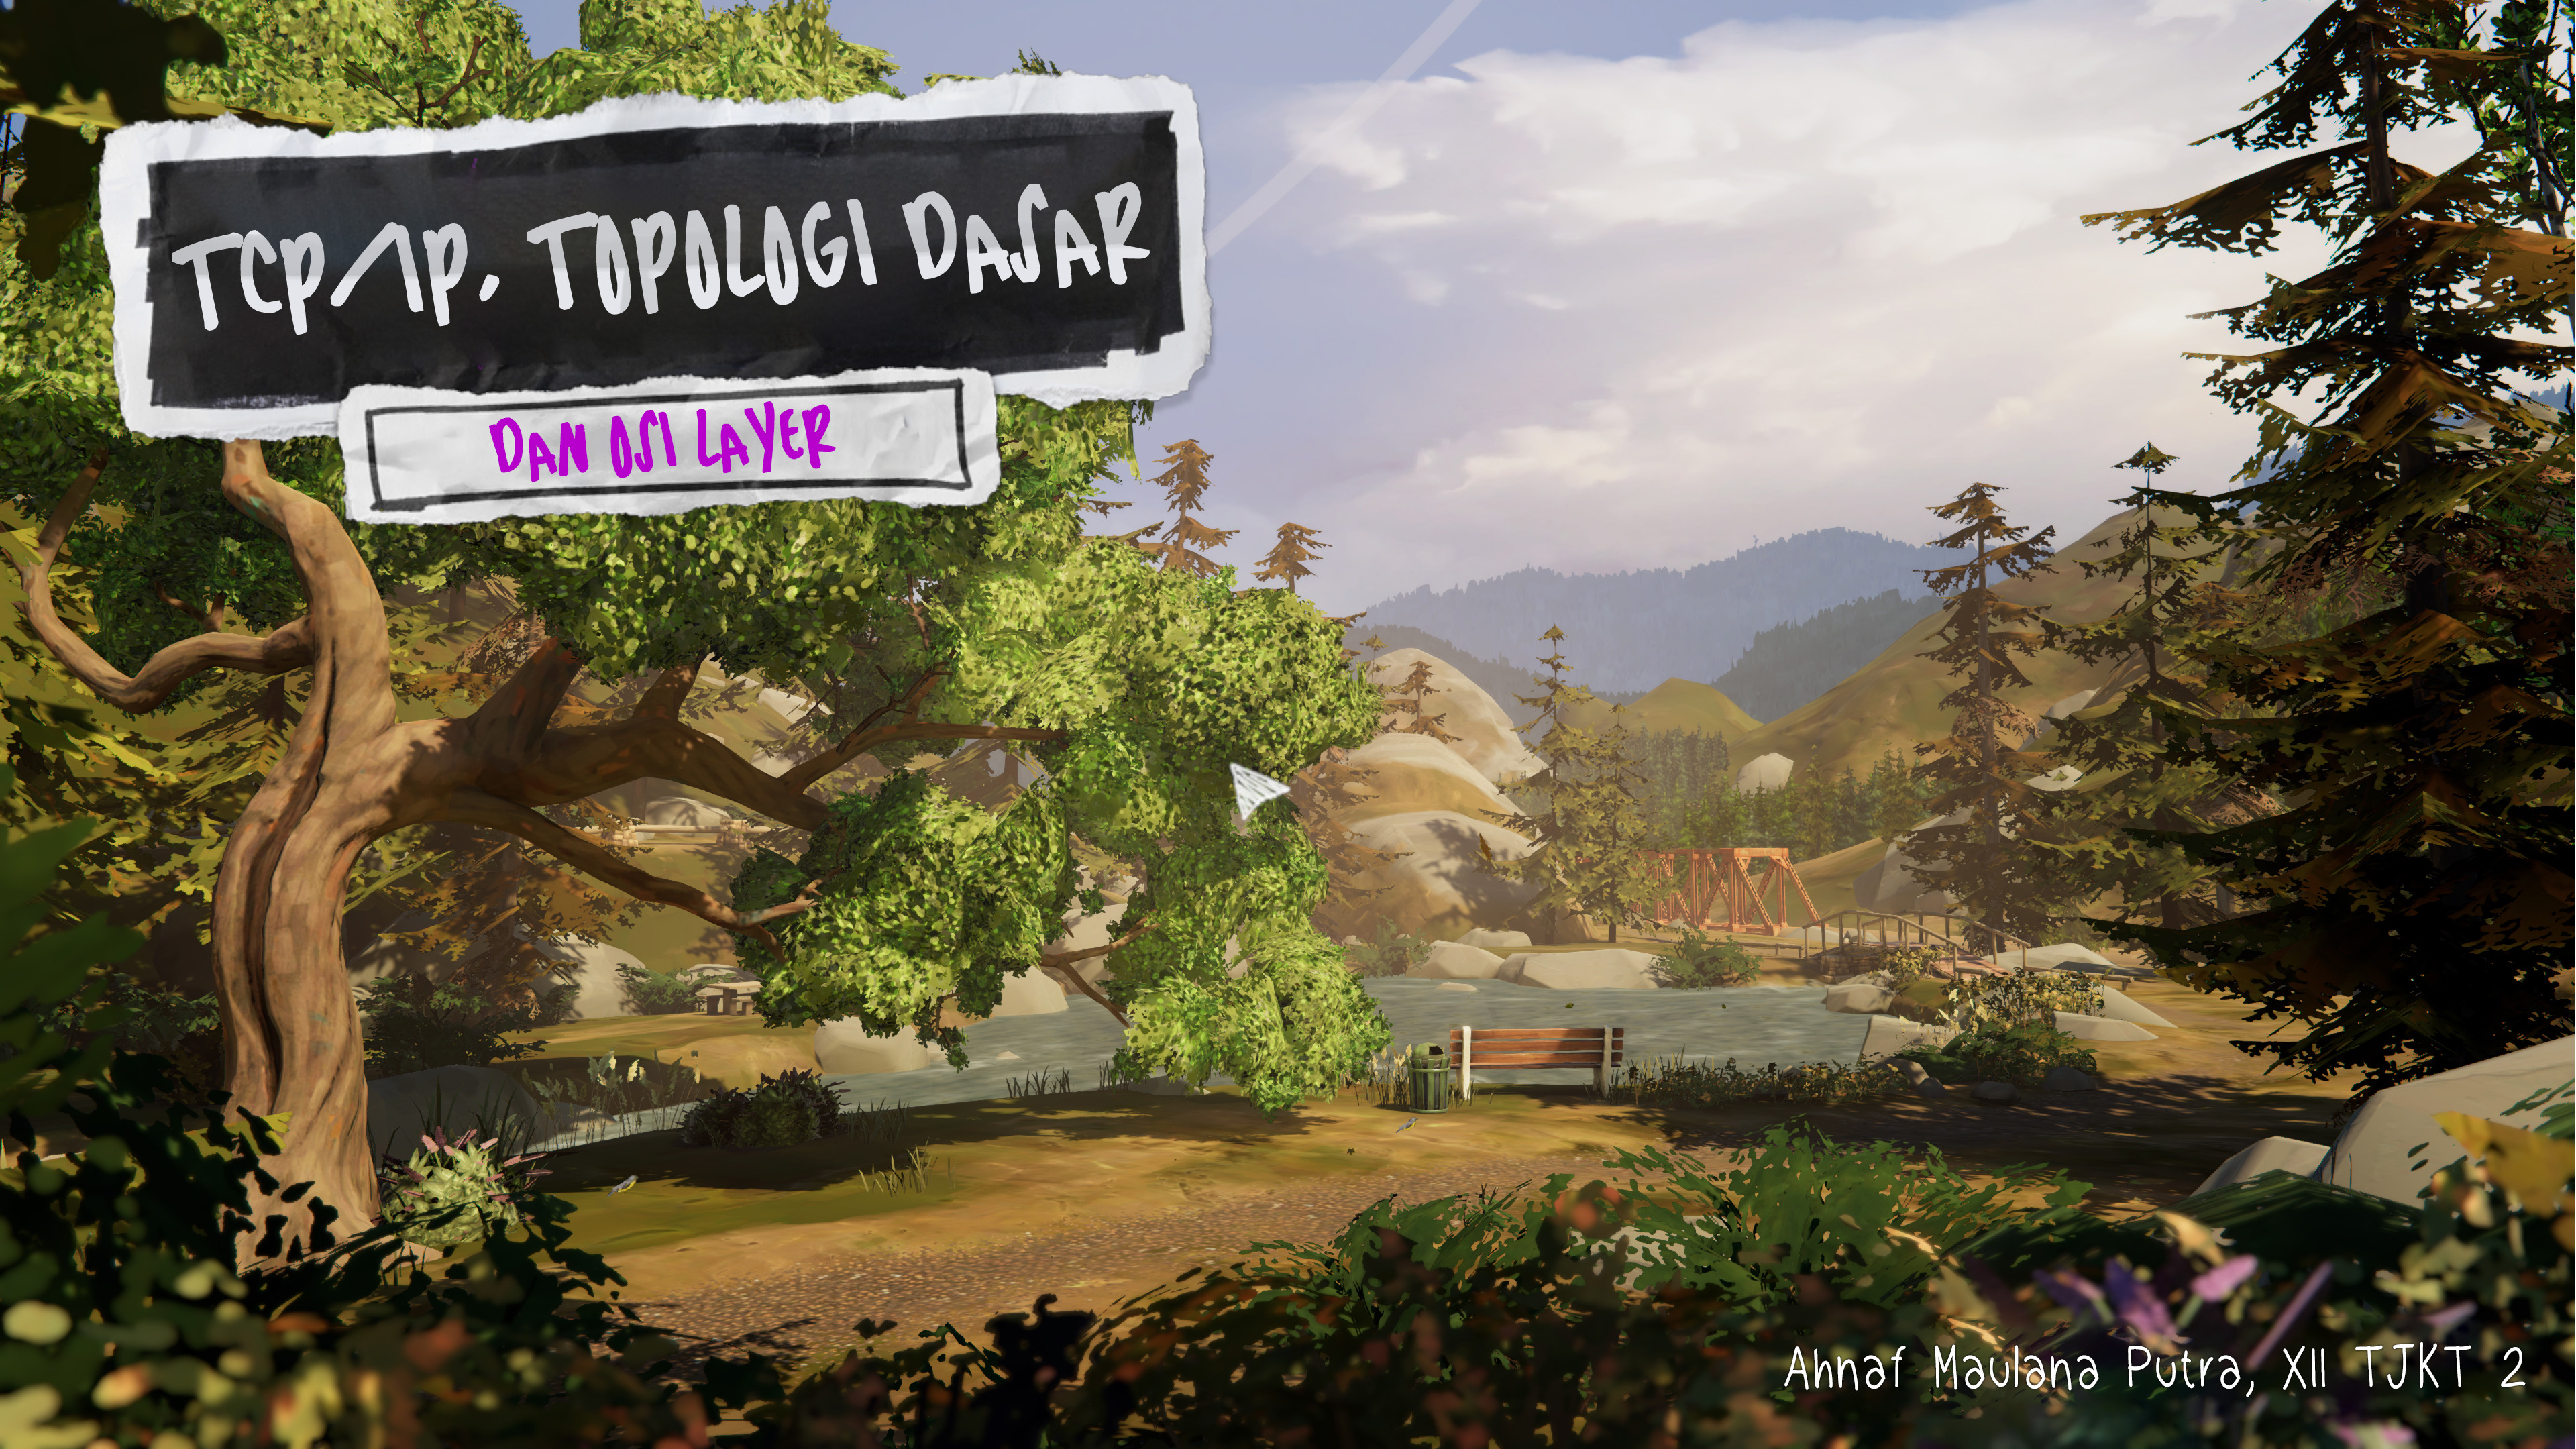 TCP/IP, TOPOLOGI DASAR
DAN OSI LAYER
Ahnaf Maulana Putra, XII TJKT 2